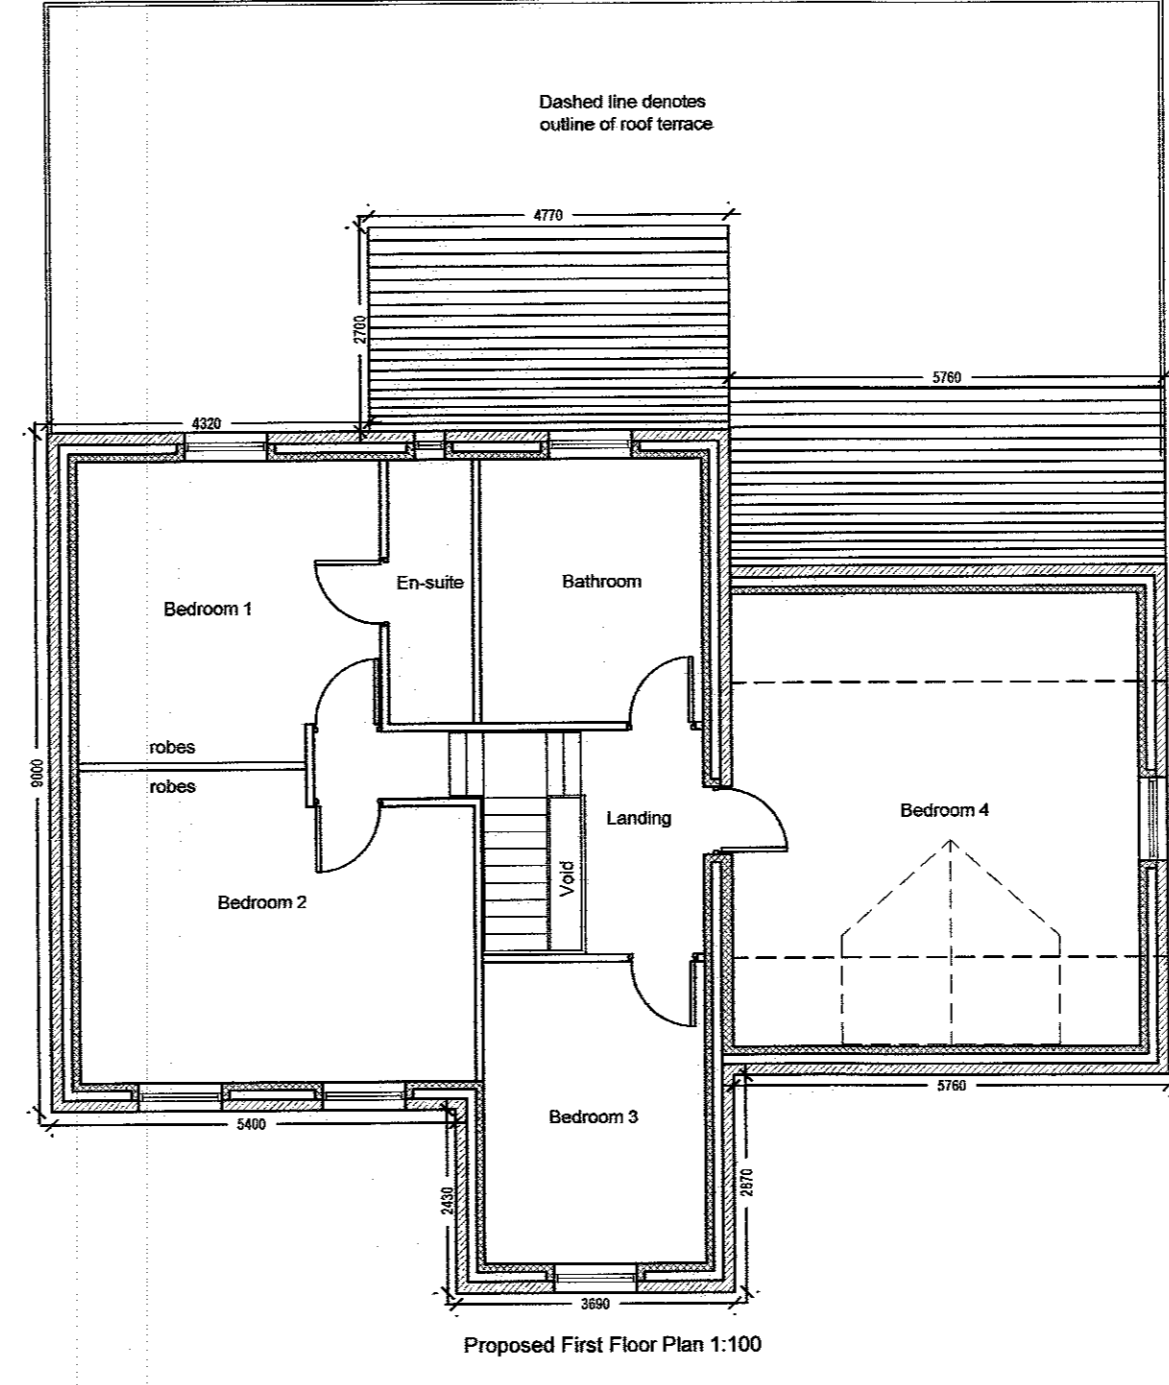 Dashed line denotes
outline of roof terrace
4770
2700
5760
4320
9000
En-suite
Bathroom
Bedroom 1
robes
robes
Landing
Bedroom 4
Void
Bedroom 2
5760
Bedroom 3
5400
2430
2870
3690
Proposed First Floor Plan 1:100